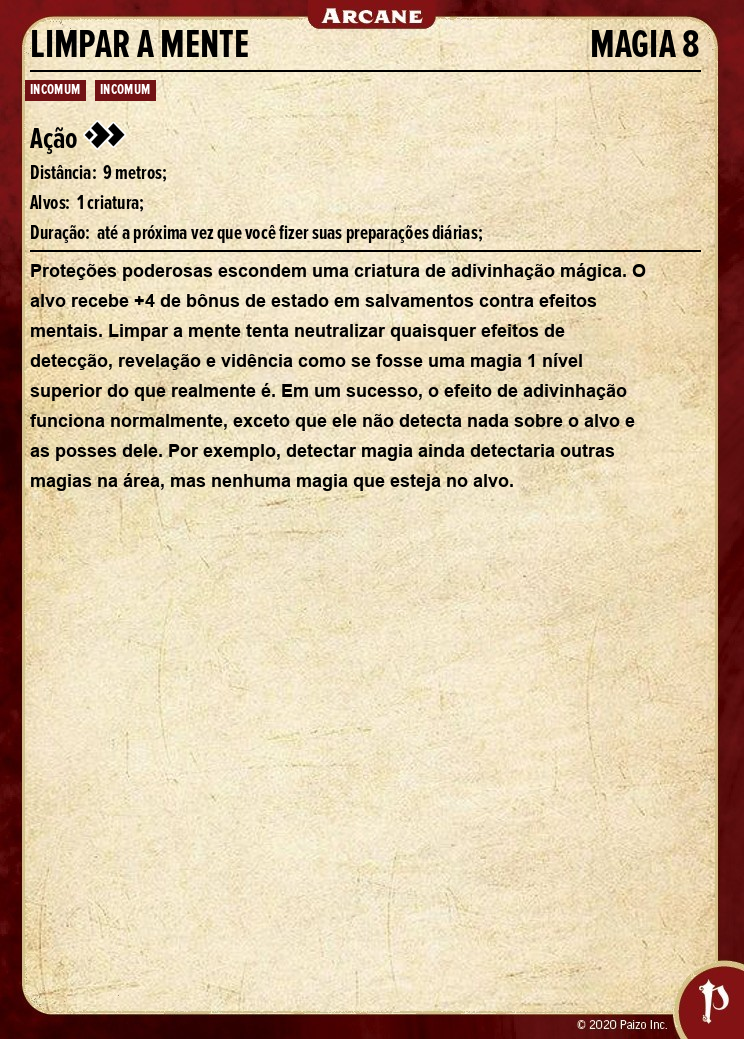 ARCANE
LIMPAR A MENTE MAGIA 8
INCOMUM INCOMUM
Ação
Distância: 9 metros;
Alvos: 1 criatura;
Duração: até a próxima vez que você fizer suas preparações diárias;
Proteções poderosas escondem uma criatura de adivinhação mágica. O
alvo recebe +4 de bônus de estado em salvamentos contra efeitos
mentais. Limpar a mente tenta neutralizar quaisquer efeitos de
detecção, revelação e vidência como se fosse uma magia 1 nível
superior do que realmente é. Em um sucesso, o efeito de adivinhação
funciona normalmente, exceto que ele não detecta nada sobre o alvo e
as posses dele. Por exemplo, detectar magia ainda detectaria outras
magias na área, mas nenhuma magia que esteja no alvo.
© 2020 Paizo Inc.
P